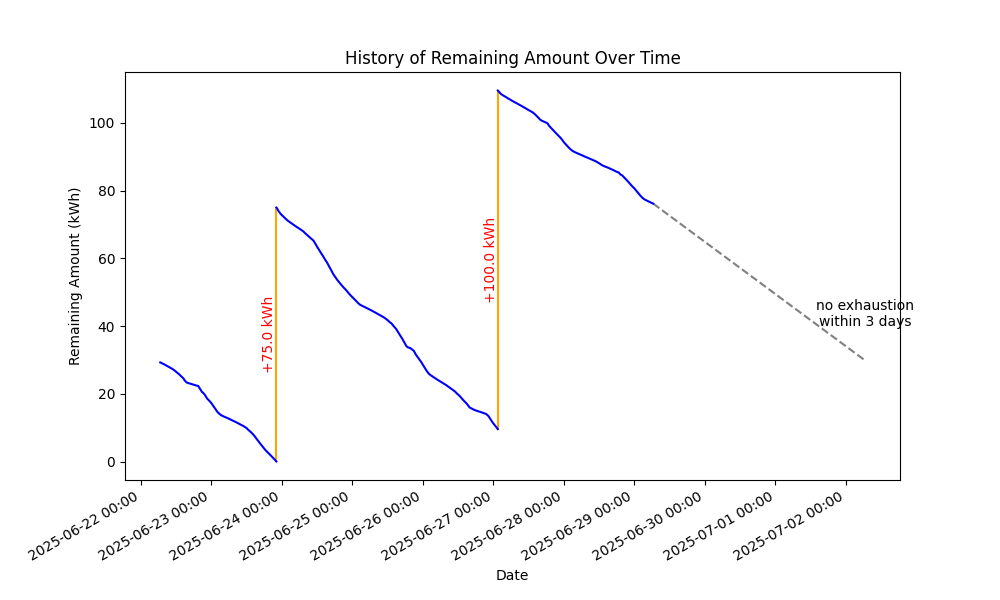 History of Remaining Amount Over Time
Remaining Amount (kWh)
100
80
60
40
20
0
+75.0 kWh
+100.0 kWh
no exhaustion
within 3 days
2025-06-22 00:00
2025-06-23 00:00
2025-06-24 00:00
2025-06-25 00:00
2025-06-26 00:00
2025-06-27 00:00
2025-06-28 00:00
2025-06-29 00:00
2025-06-30 00:00
2025-07-01 00:00
2025-07-02 00:00
Date